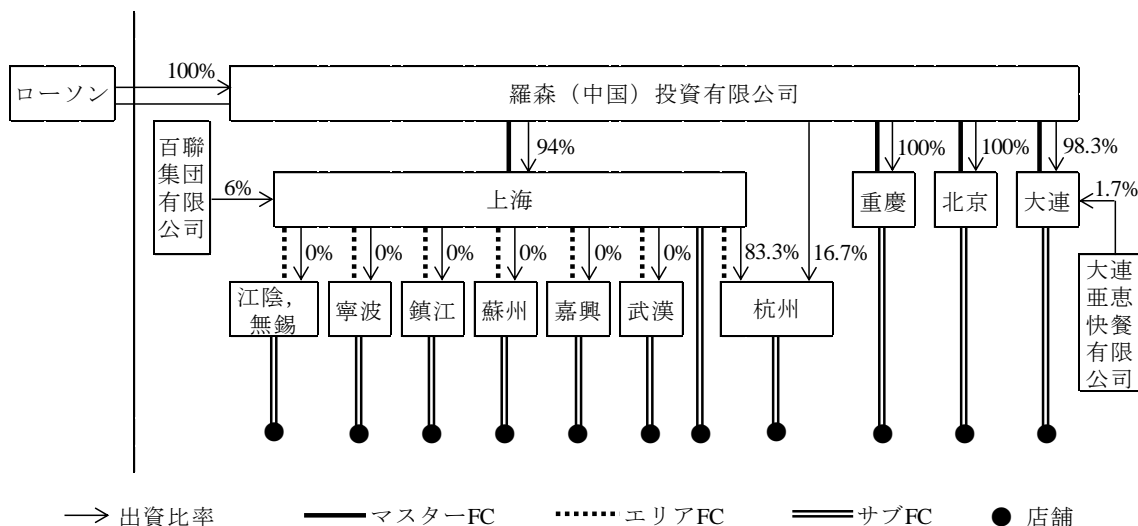 100%
ローソン
羅森（中国）投資有限公司
百聯
集団
有限
公司
6%
94%
100%
100%
98.3%
上海
重慶
北京
大連
1.7%
0%
0%
0%
0%
0%
0%
83.3%
16.7%
江陰，
無錫
寧波
鎮江
蘇州
嘉興
武漢
杭州
大連
亜恵
快餐
有限
公司
出資比率
マスターFC
エリアFC
サブFC
店舗